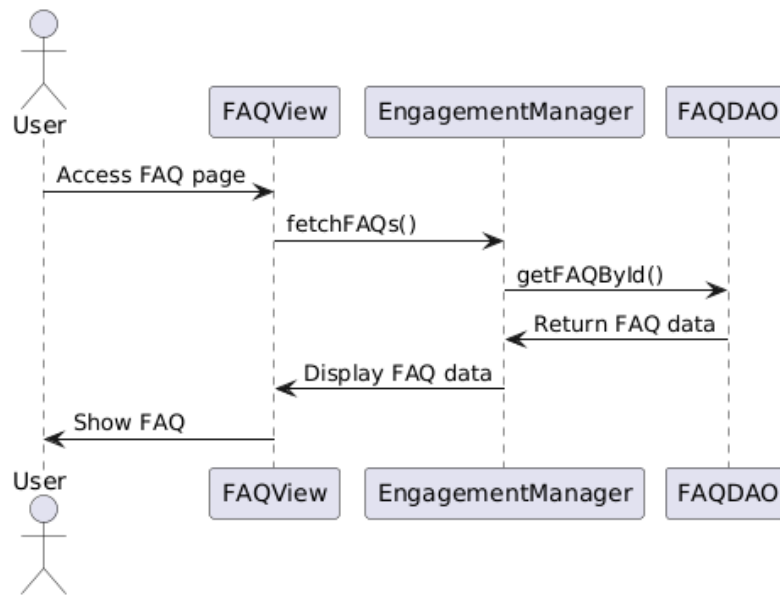 User
FAQView
EngagementManager
FAQDAO
Access FAQ page
fetchFAQs()
getFAQById()
Return FAQ data
Display FAQ data
Show FAQ
User
FAQView
EngagementManager
FAQDAO